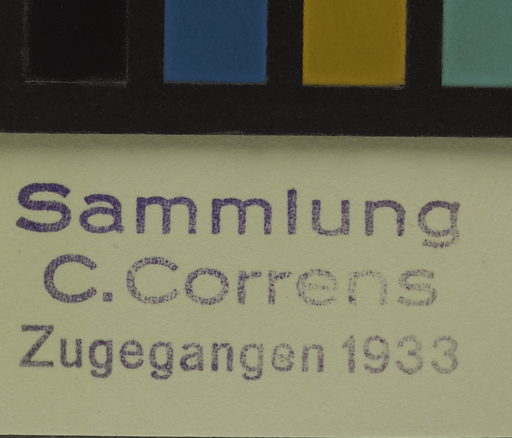 Sammlung
C. Correns
Zugegangen 1933